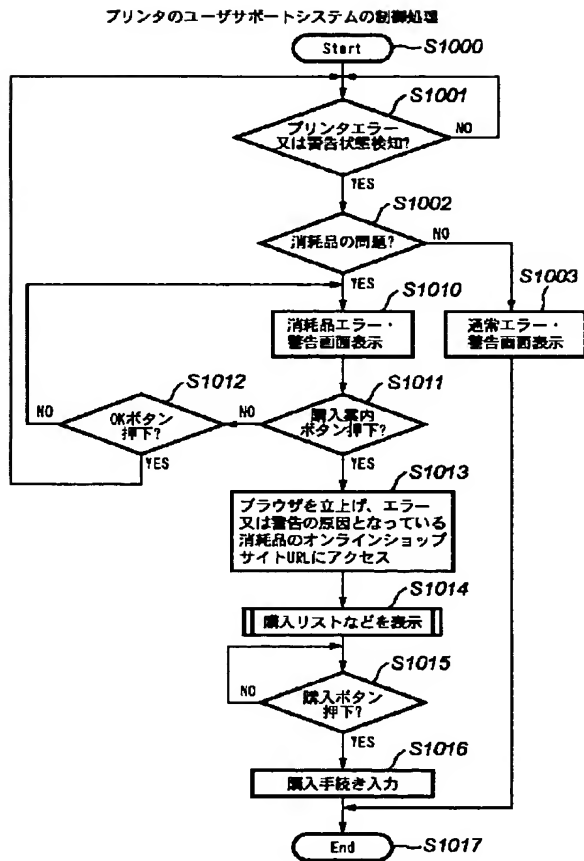 プリンタのユーザサポートシステムの制御処理
Start
S1000
S1001
プリンタエラー
又は警告状態検知?
NO
YES
S1002
消耗品の問題?
NO
YES
S1003
通常エラー・
警告画面表示
S1010
消耗品エラー・
警告画面表示
S1012
OKボタン
押下?
NO
YES
S1011
購入案内
ボタン押下?
NO
YES
S1013
ブラウザを立上げ、エラー
又は警告の原因となっている
消耗品のオンラインショップ
サイトURLにアクセス
S1014
購入リストなどを表示
S1015
購入ボタン
押下?
NO
YES
S1016
購入手続き入力
End
S1017